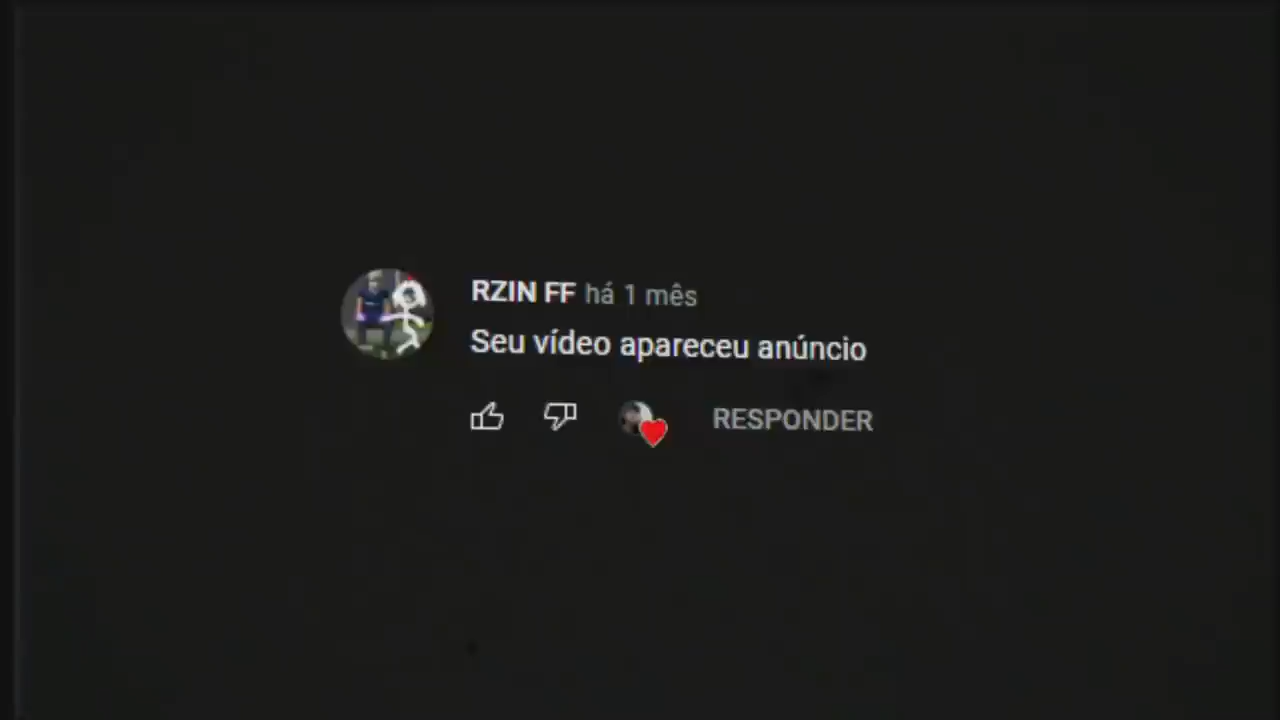 RZIN FF há 1 mês
Seu vídeo apareceu anúncio
RESPONDER